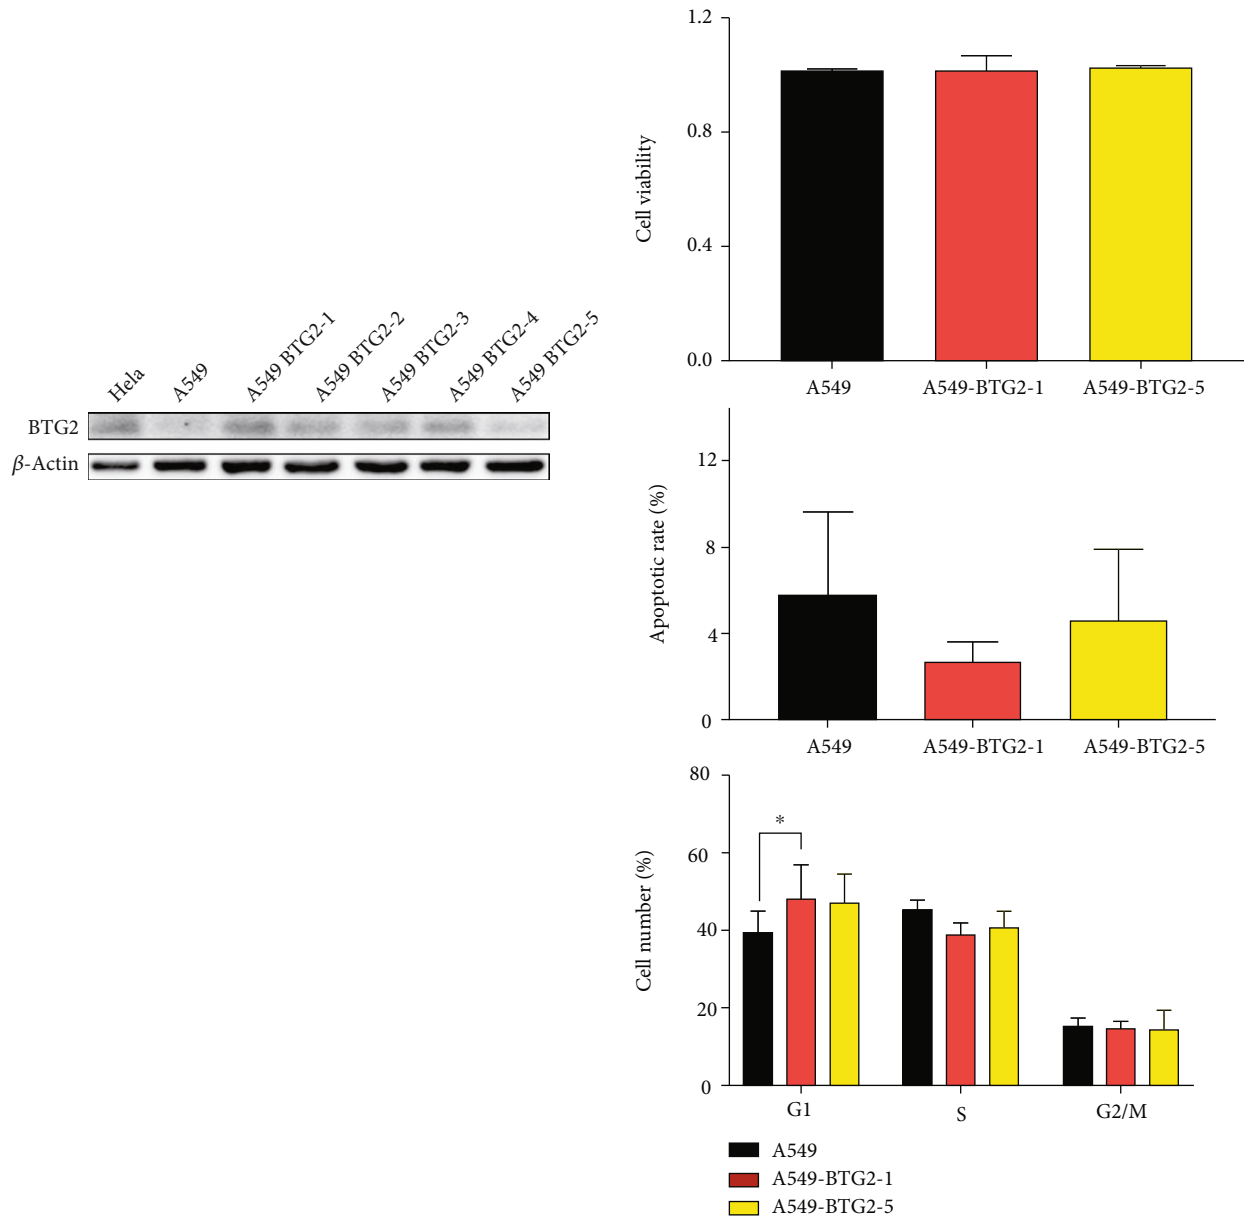 Hela
A549
A549 BTG2-1
A549 BTG2-2
A549 BTG2-3
A549 BTG2-4
A549 BTG2-5
BTG2
β-Actin
Cell viability
1.2
0.8
0.4
0.0
A549
A549-BTG2-1
A549-BTG2-5
Apoptotic rate (%)
12
8
4
0
A549
A549-BTG2-1
A549-BTG2-5
Cell number (%)
80
60
40
20
0
*
G1
S
G2/M
A549
A549-BTG2-1
A549-BTG2-5